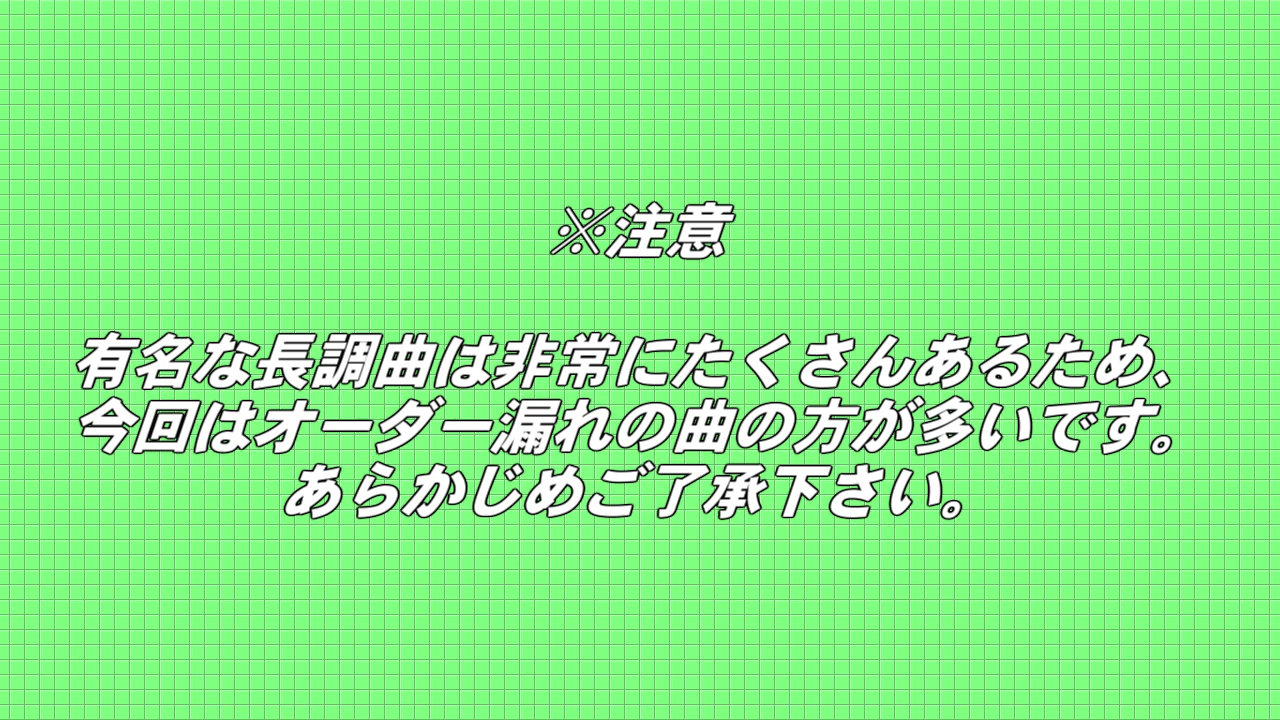 ※注意
有名な長調曲は非常にたくさんあるため、
今回はオーダー漏れの曲の方が多いです。
あらかじめご了承下さい。